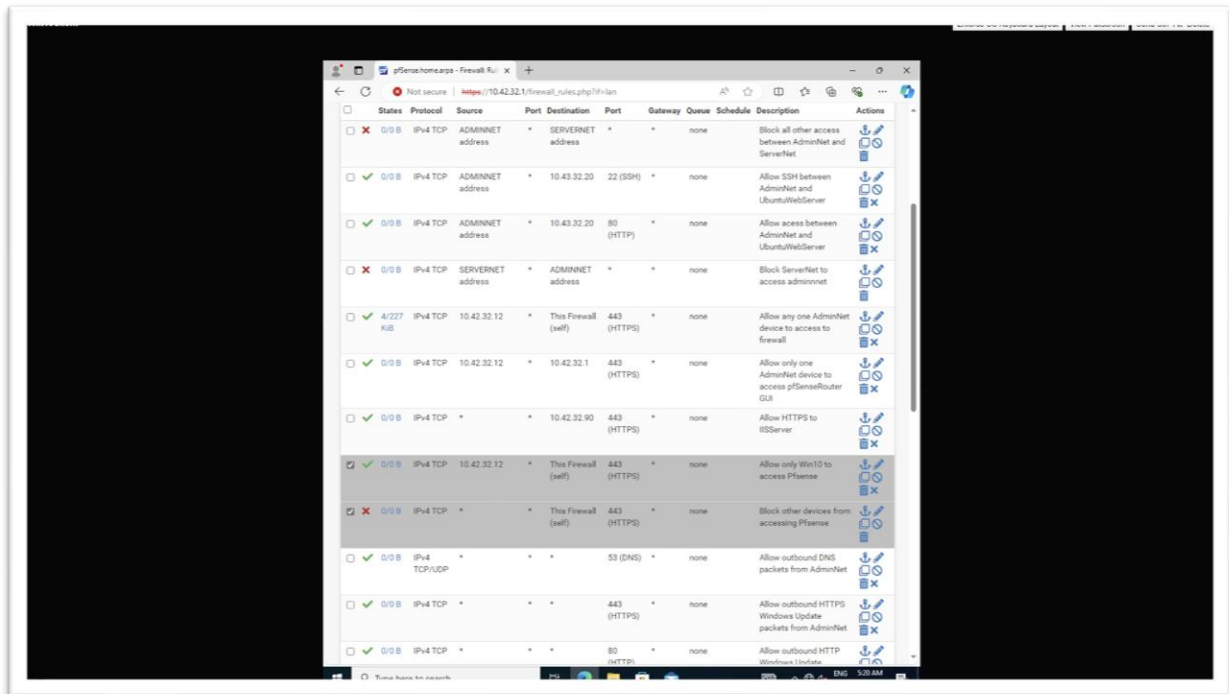 pfSense.home.arpa - Firewall: Rul
Not secure https://10.42.32.1/firewall_rules.php?if=lan
States Protocol Source Port Destination Port Gateway Queue Schedule Description Actions
0/0 B IPv4 TCP ADMINNET * SERVERNET * * none Block all other access
address address between AdminNet and
ServerNet
0/0 B IPv4 TCP ADMINNET * 10.43.32.20 22 (SSH) * none Allow SSH between
address AdminNet and
UbuntuWebServer
0/0 B IPv4 TCP ADMINNET * 10.43.32.20 80 * none Allow acess between
address (HTTP) AdminNet and
UbuntuWebServer
0/0 B IPv4 TCP SERVERNET * ADMINNET * * none Block ServerNet to
address address access adminnnet
4/227 IPv4 TCP 10.42.32.12 * This Firewall 443 * none Allow any one AdminNet
KiB (self) (HTTPS) device to access to
firewall
0/0 B IPv4 TCP 10.42.32.12 * 10.42.32.1 443 * none Allow only one
(HTTPS) AdminNet device to
access pfSenseRouter
GUI
0/0 B IPv4 TCP * * 10.42.32.90 443 * none Allow HTTPS to
(HTTPS) IISServer
0/0 B IPv4 TCP 10.42.32.12 * This Firewall 443 * none Allow only Win10 to
(self) (HTTPS) access Pfsense
0/0 B IPv4 TCP * * This Firewall 443 * none Block other devices from
(self) (HTTPS) accessing Pfsense
0/0 B IPv4 * * * 53 (DNS) * none Allow outbound DNS
TCP/UDP packets from AdminNet
0/0 B IPv4 TCP * * * 443 * none Allow outbound HTTPS
(HTTPS) Windows Update
packets from AdminNet
0/0 B IPv4 TCP * * * 80 * none Allow outbound HTTP
(HTTP) Windows Update
Type here to search ENG 5:20 AM